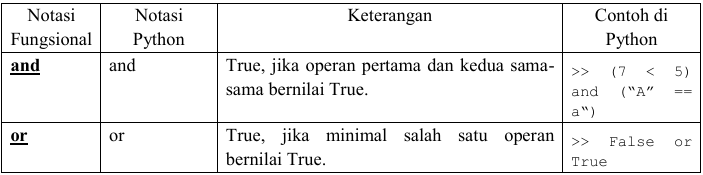 Notasi Fungsional
Notasi Python
Keterangan
Contoh di Python
and
and
True, jika operan pertama dan kedua sama-
sama bernilai True.
>> (7 < 5)
and ("A" ==
a")
or
or
True, jika minimal salah satu operan
bernilai True.
>> False or
True